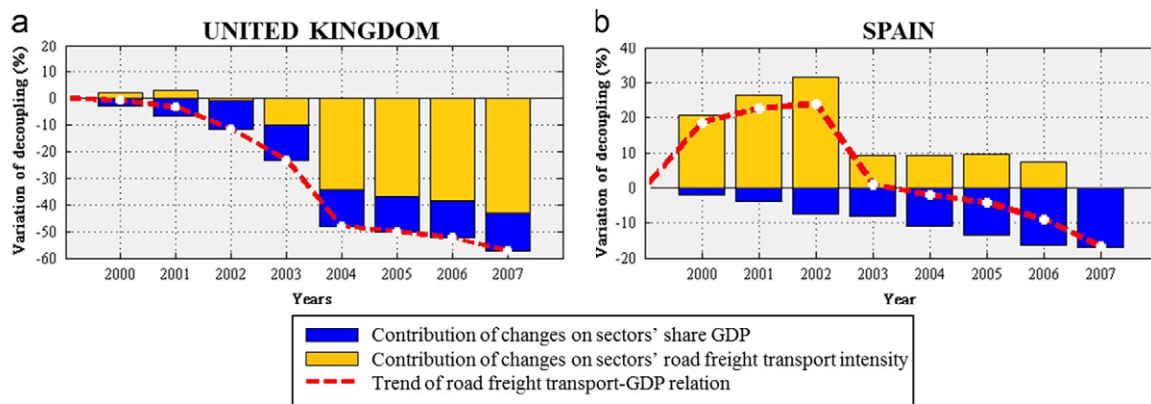 a UNITED KINGDOM
Variation of decoupling (%)
20
10
0
-10
-20
-30
-40
-50
-60
2000 2001 2002 2003 2004 2005 2006 2007
Years
b SPAIN
Variation of decoupling (%)
40
30
20
10
0
-10
-20
2000 2001 2002 2003 2004 2005 2006 2007
Year
Contribution of changes on sectors' share GDP
Contribution of changes on sectors' road freight transport intensity
Trend of road freight transport-GDP relation